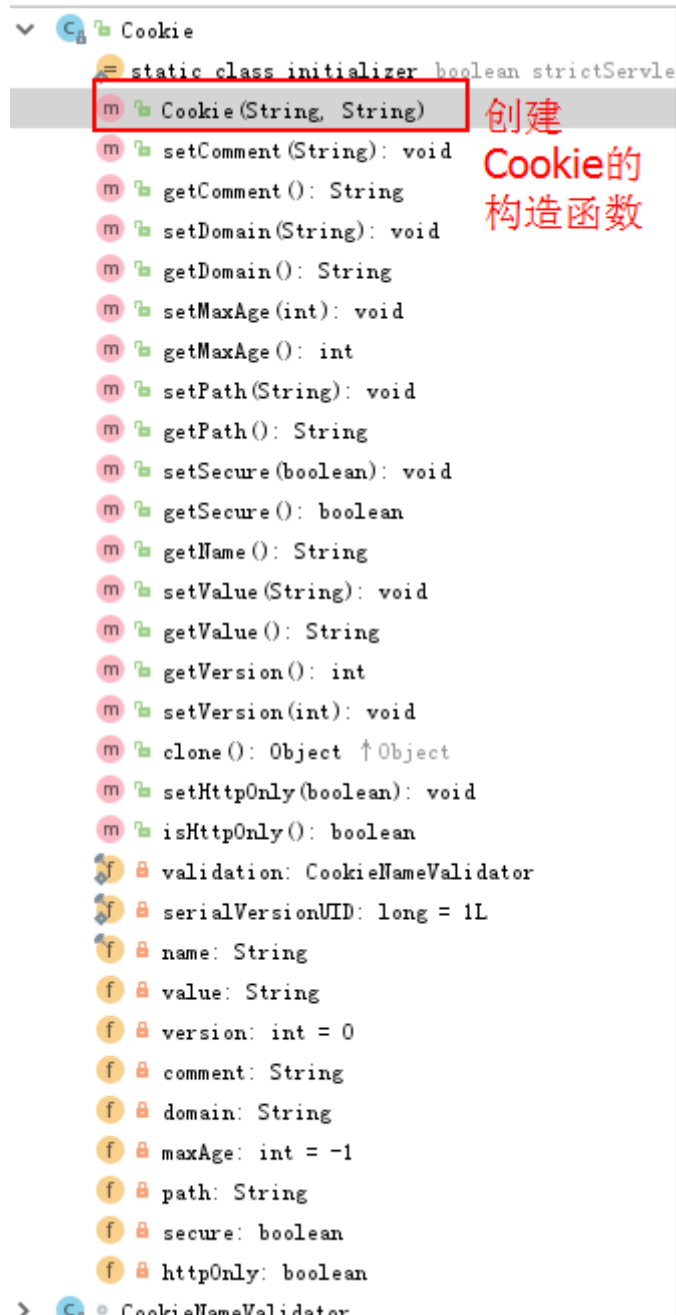 Cookie
static class initializer boolean strictServle
Cookie(String, String)
创建
Cookie的
构造函数
setComment(String): void
getComment(): String
setDomain(String): void
getDomain(): String
setMaxAge(int): void
getMaxAge(): int
setPath(String): void
getPath(): String
setSecure(boolean): void
getSecure(): boolean
getName(): String
setValue(String): void
getValue(): String
getVersion(): int
setVersion(int): void
clone(): Object ↑Object
setHttpOnly(boolean): void
isHttpOnly(): boolean
validation: CookieNameValidator
serialVersionUID: long = 1L
name: String
value: String
version: int = 0
comment: String
domain: String
maxAge: int = -1
path: String
secure: boolean
httpOnly: boolean
CookieNameValidator